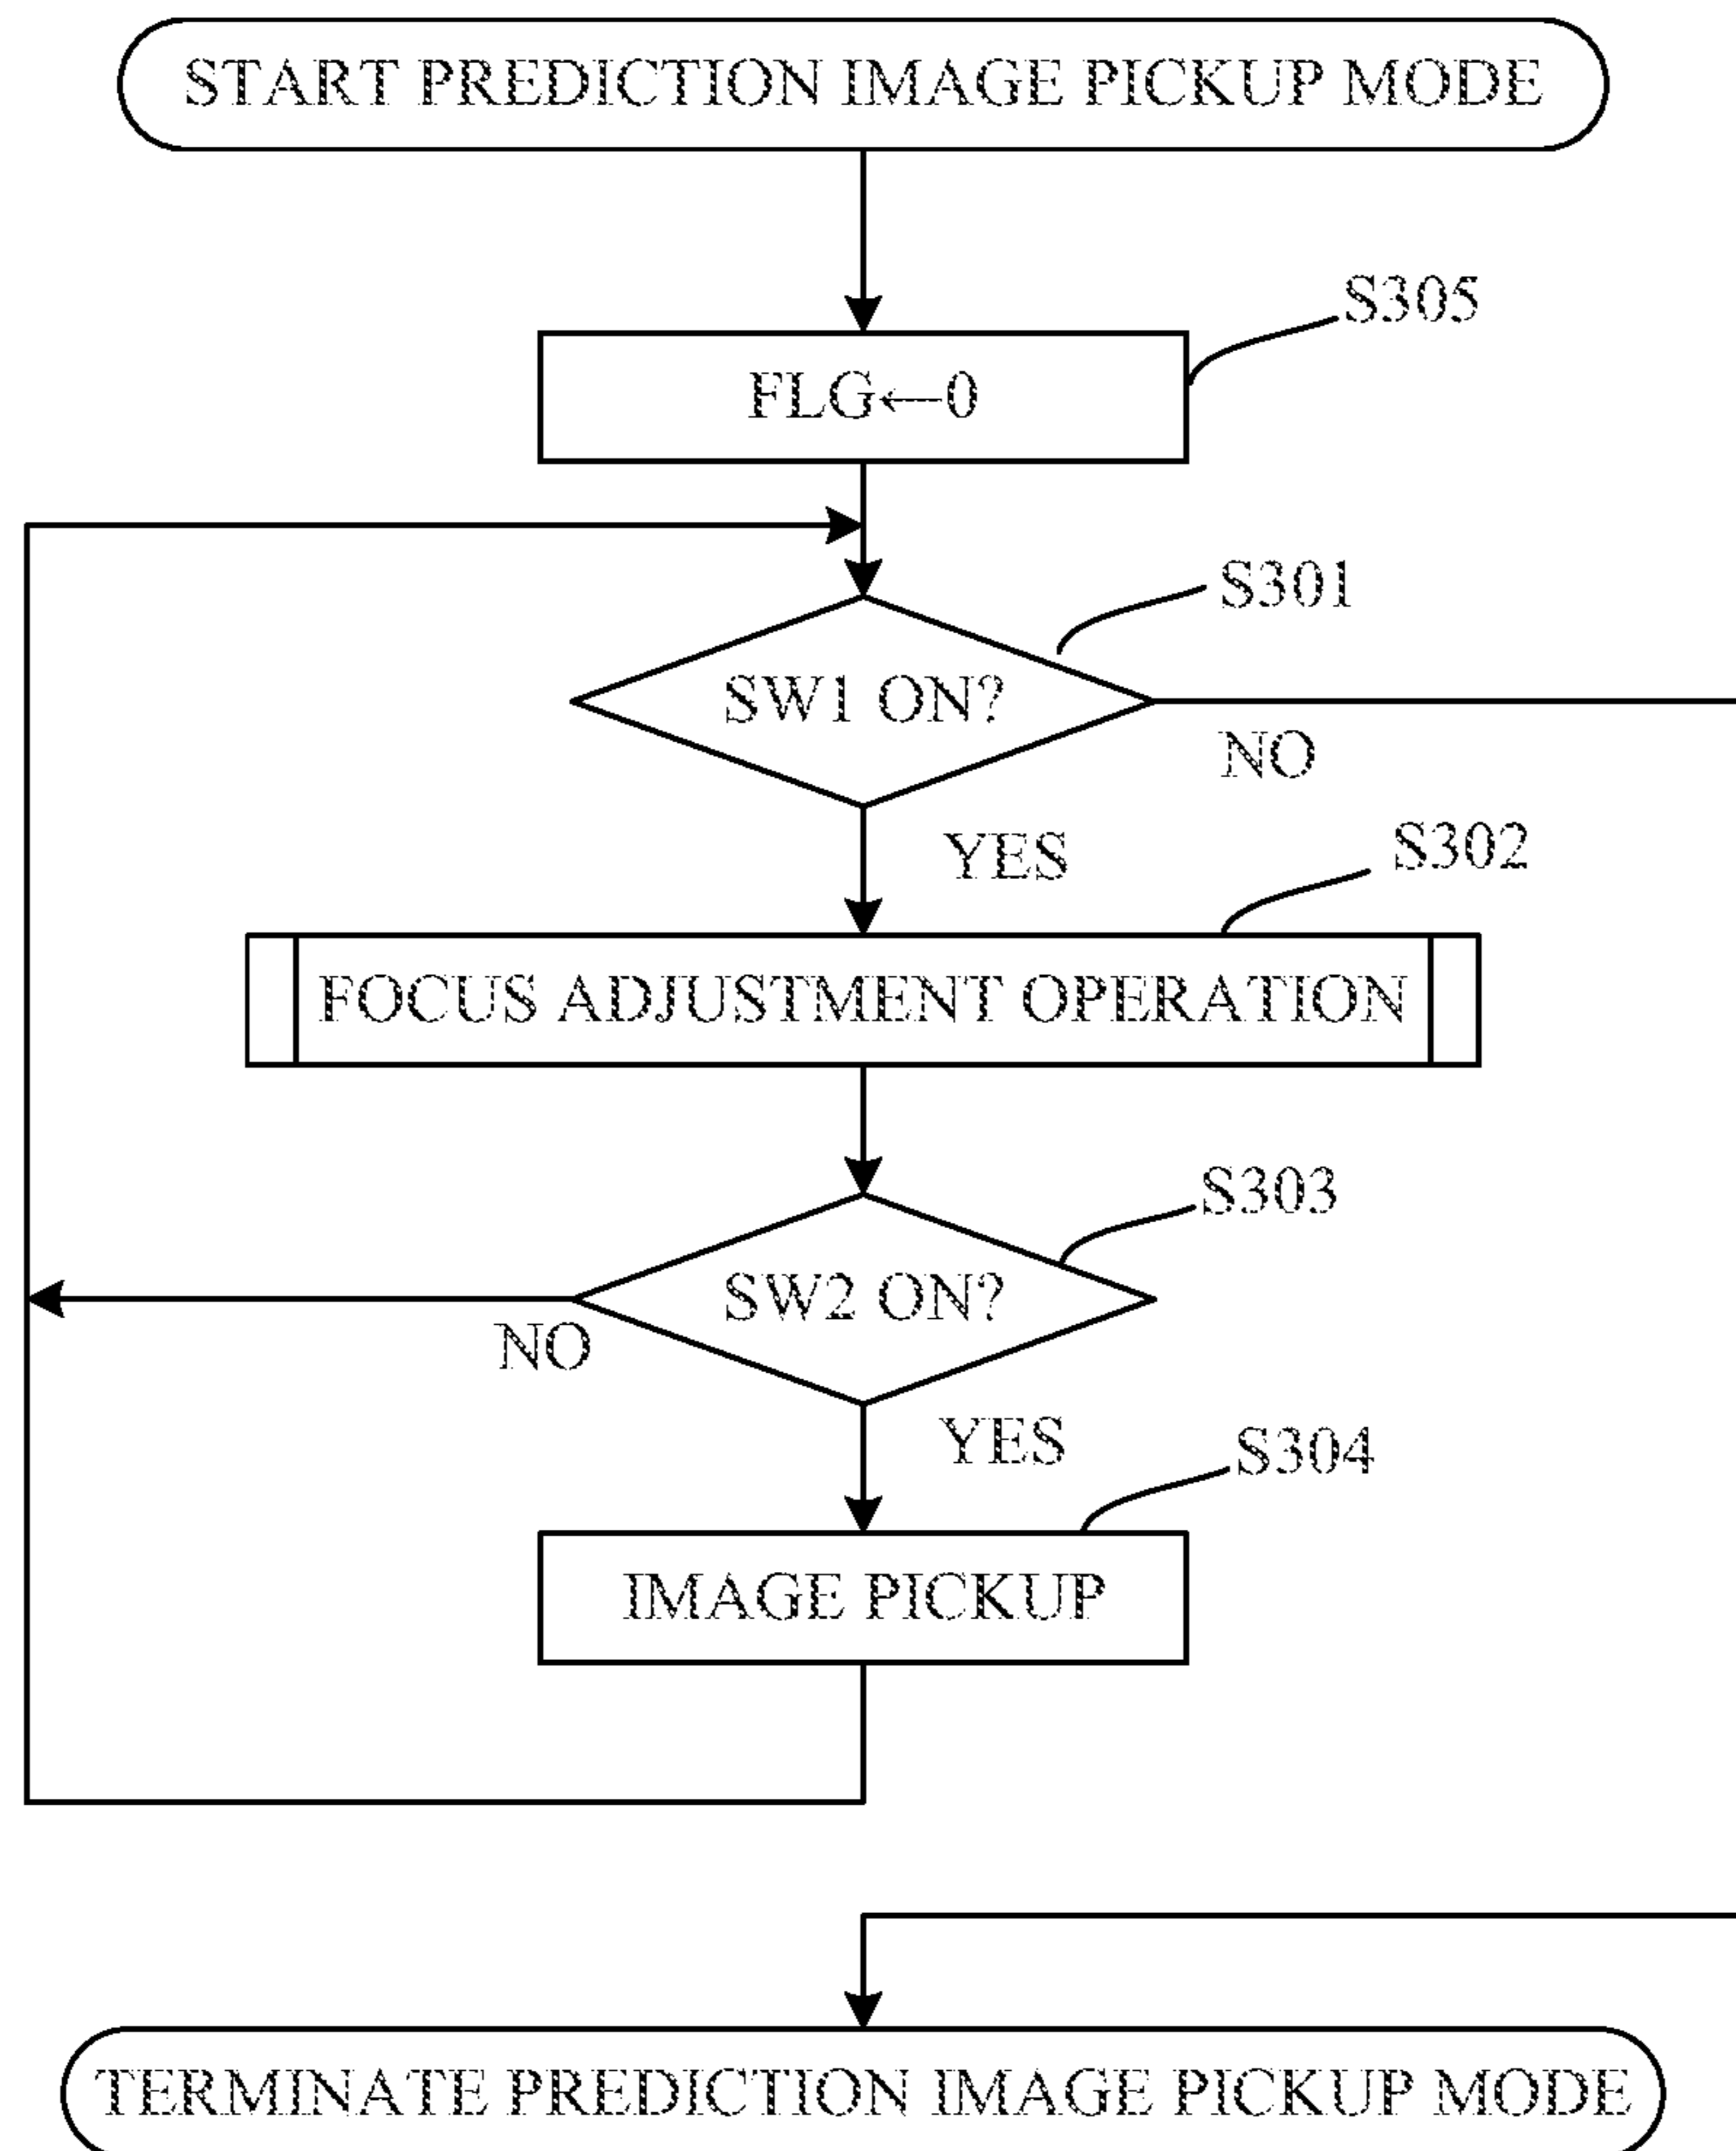 START PREDICTION IMAGE PICKUP MODE
S305
FLG←0
S301
SW1 ON?
NO
YES
S302
FOCUS ADJUSTMENT OPERATION
S303
SW2 ON?
NO
YES
S304
IMAGE PICKUP
TERMINATE PREDICTION IMAGE PICKUP MODE